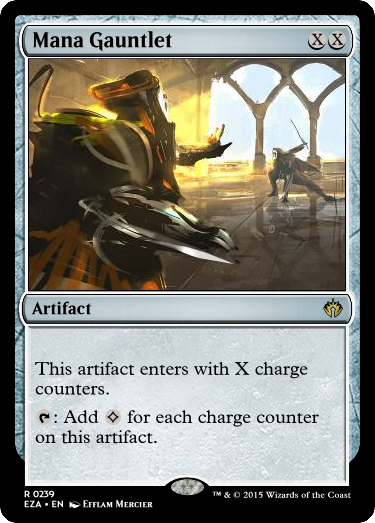 Mana Gauntlet XX
Artifact
This artifact enters with X charge
counters.
: Add for each charge counter
on this artifact.
R 0239
EZA • EN Efflam Mercier
™ & © 2015 Wizards of the Coast